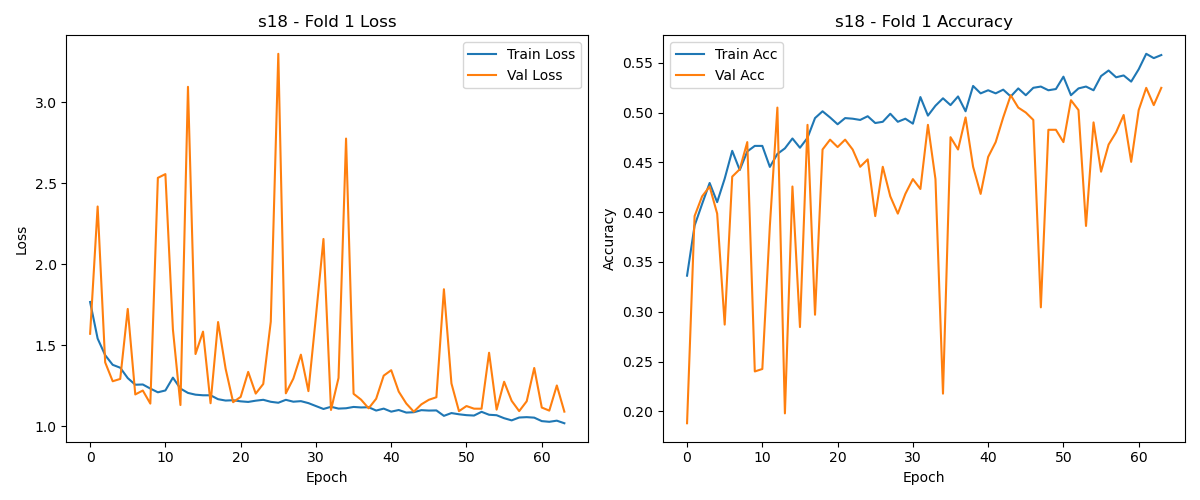 s18 - Fold 1 Loss
Train Loss
Val Loss
3.0
2.5
2.0
1.5
1.0
Loss
0 10 20 30 40 50 60
Epoch
s18 - Fold 1 Accuracy
Train Acc
Val Acc
0.55
0.50
0.45
0.40
0.35
0.30
0.25
0.20
Accuracy
0 10 20 30 40 50 60
Epoch